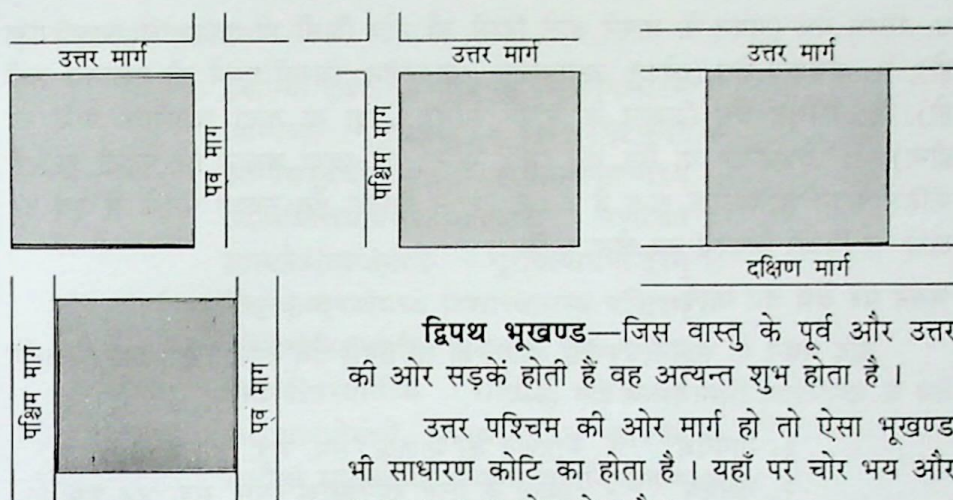 उत्तर मार्ग
उत्तर मार्ग
उत्तर मार्ग
पूर्व मार्ग
पश्चिम मार्ग
दक्षिण मार्ग
पश्चिम मार्ग
पूर्व मार्ग
द्विपथ भूखण्ड—जिस वास्तु के पूर्व और उत्तर
की ओर सड़कें होती हैं वह अत्यन्त शुभ होता है ।
उत्तर पश्चिम की ओर मार्ग हो तो ऐसा भूखण्ड
भी साधारण कोटि का होता है । यहाँ पर चोर भय और